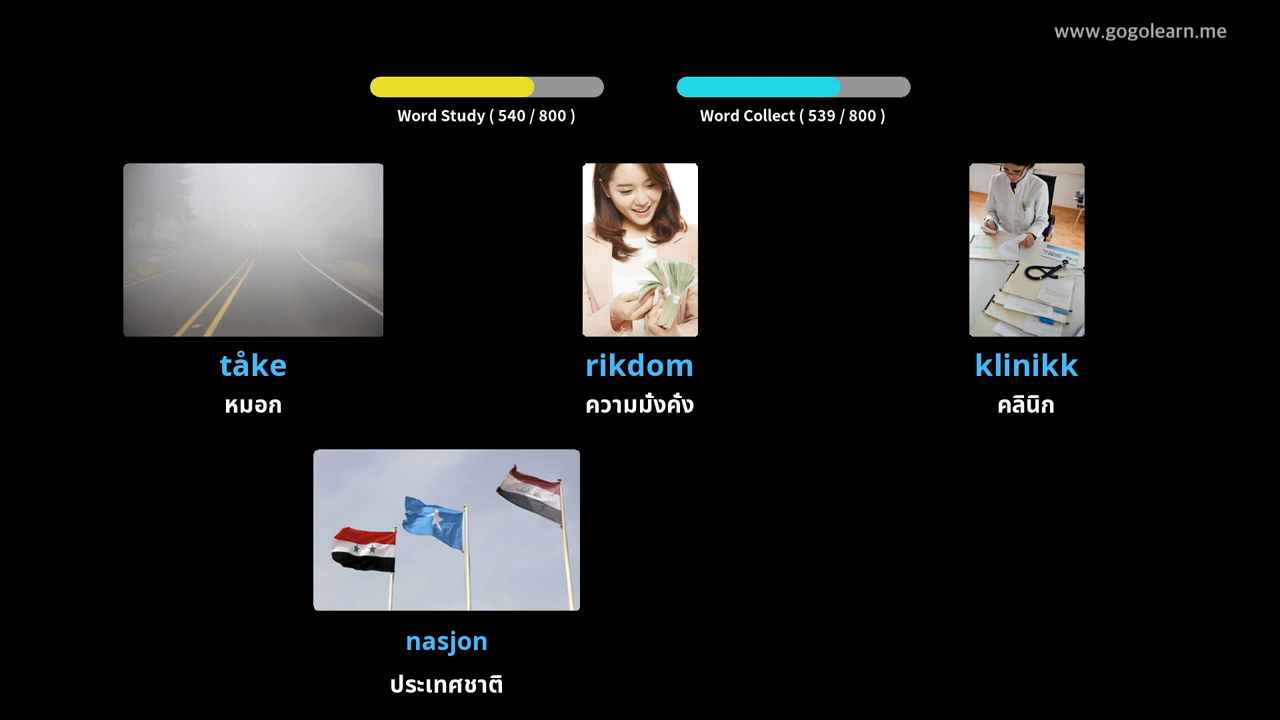 www.gogolearn.me
Word Study ( 540 / 800 )
Word Collect ( 539 / 800 )
tåke
หมอก
rikdom
ความมั่งคั่ง
klinikk
คลินิก
nasjon
ประเทศชาติ